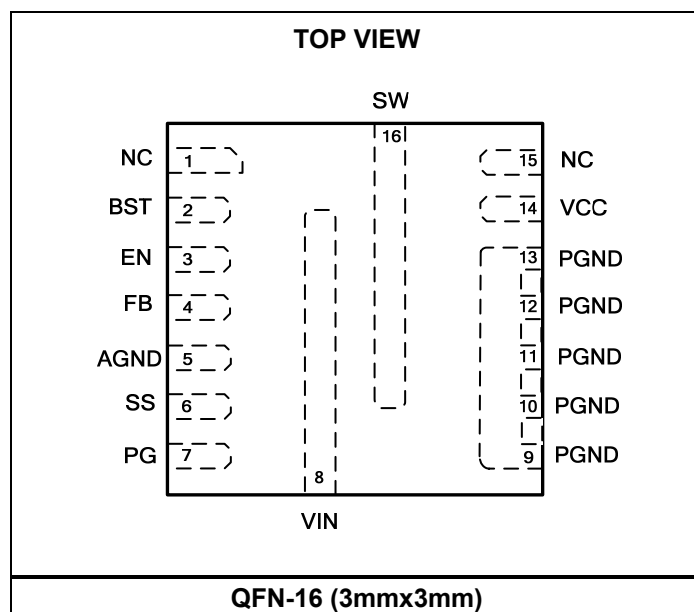 TOP VIEW
SW
16
NC 1 15 NC
BST 2 14 VCC
EN 3 13 PGND
FB 4 12 PGND
AGND 5 11 PGND
SS 6 10 PGND
PG 7 9 PGND
8
VIN
QFN-16 (3mmx3mm)